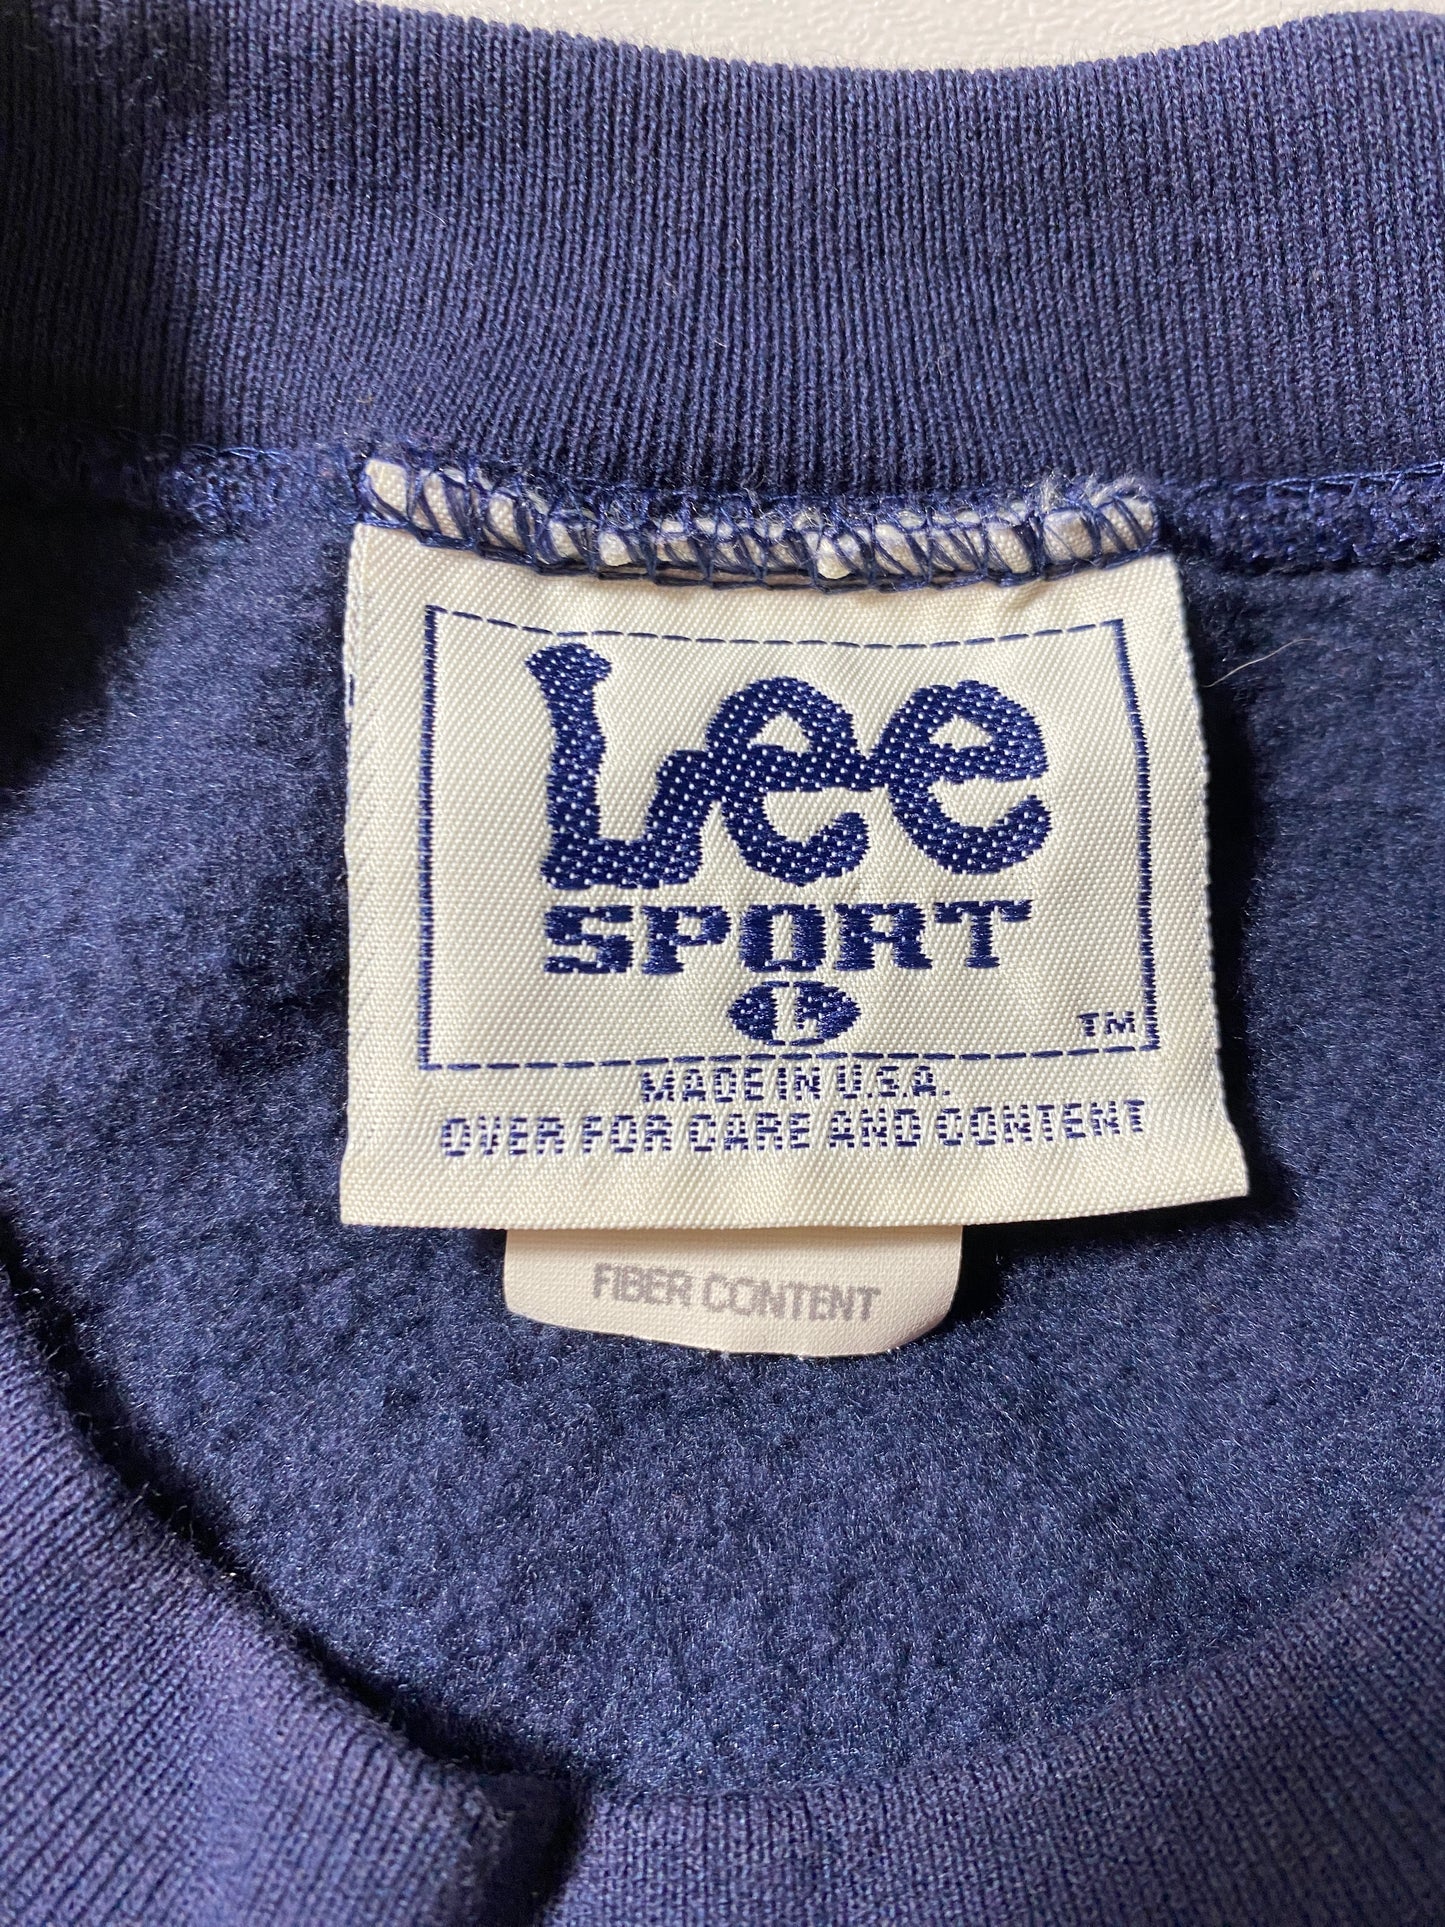 Lee
SPORT
L
TM
MADE IN U.S.A.
OVER FOR CARE AND CONTENT
FIBER CONTENT